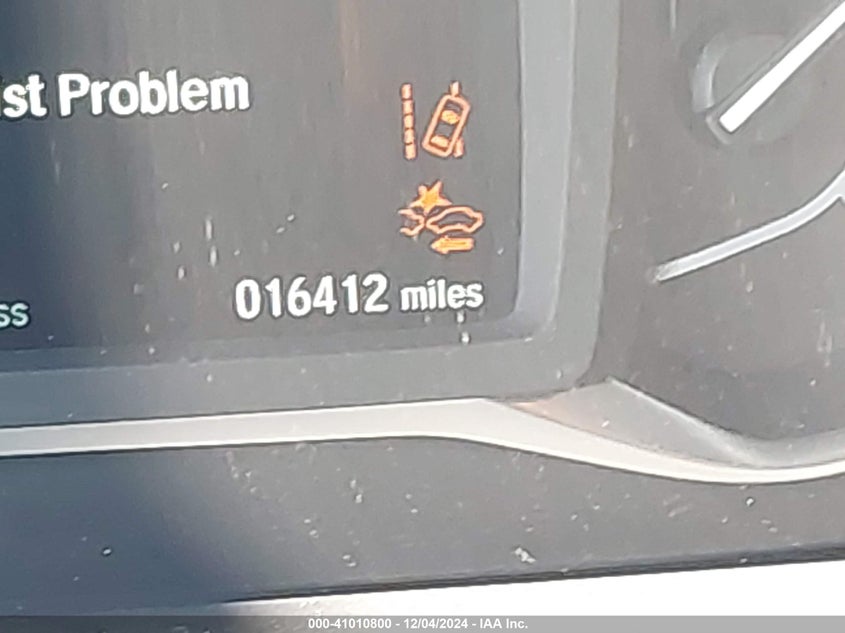 ist Problem
016412 miles
ss
000-41010800 - 12/04/2024 - IAA Inc.